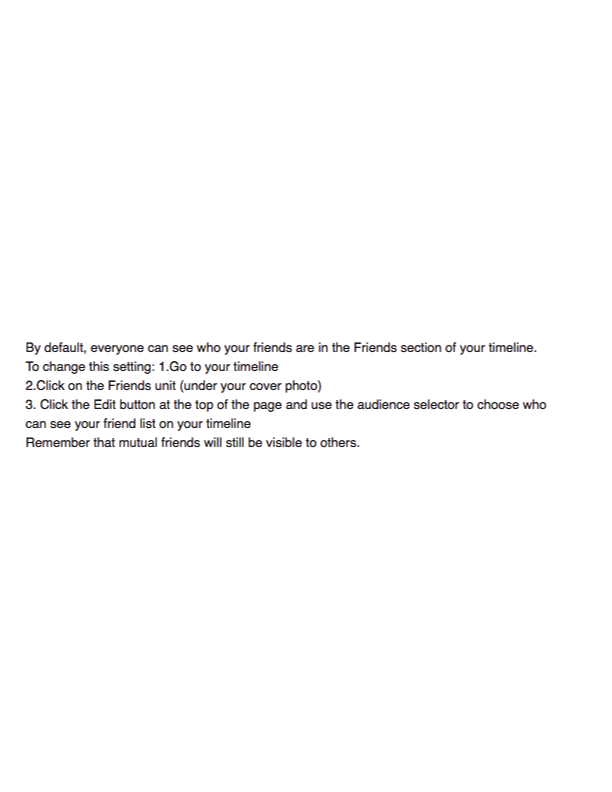 By default, everyone can see who your friends are in the Friends section of your timeline.
To change this setting: 1.Go to your timeline
2.Click on the Friends unit (under your cover photo)
3. Click the Edit button at the top of the page and use the audience selector to choose who
can see your friend list on your timeline
Remember that mutual friends will still be visible to others.